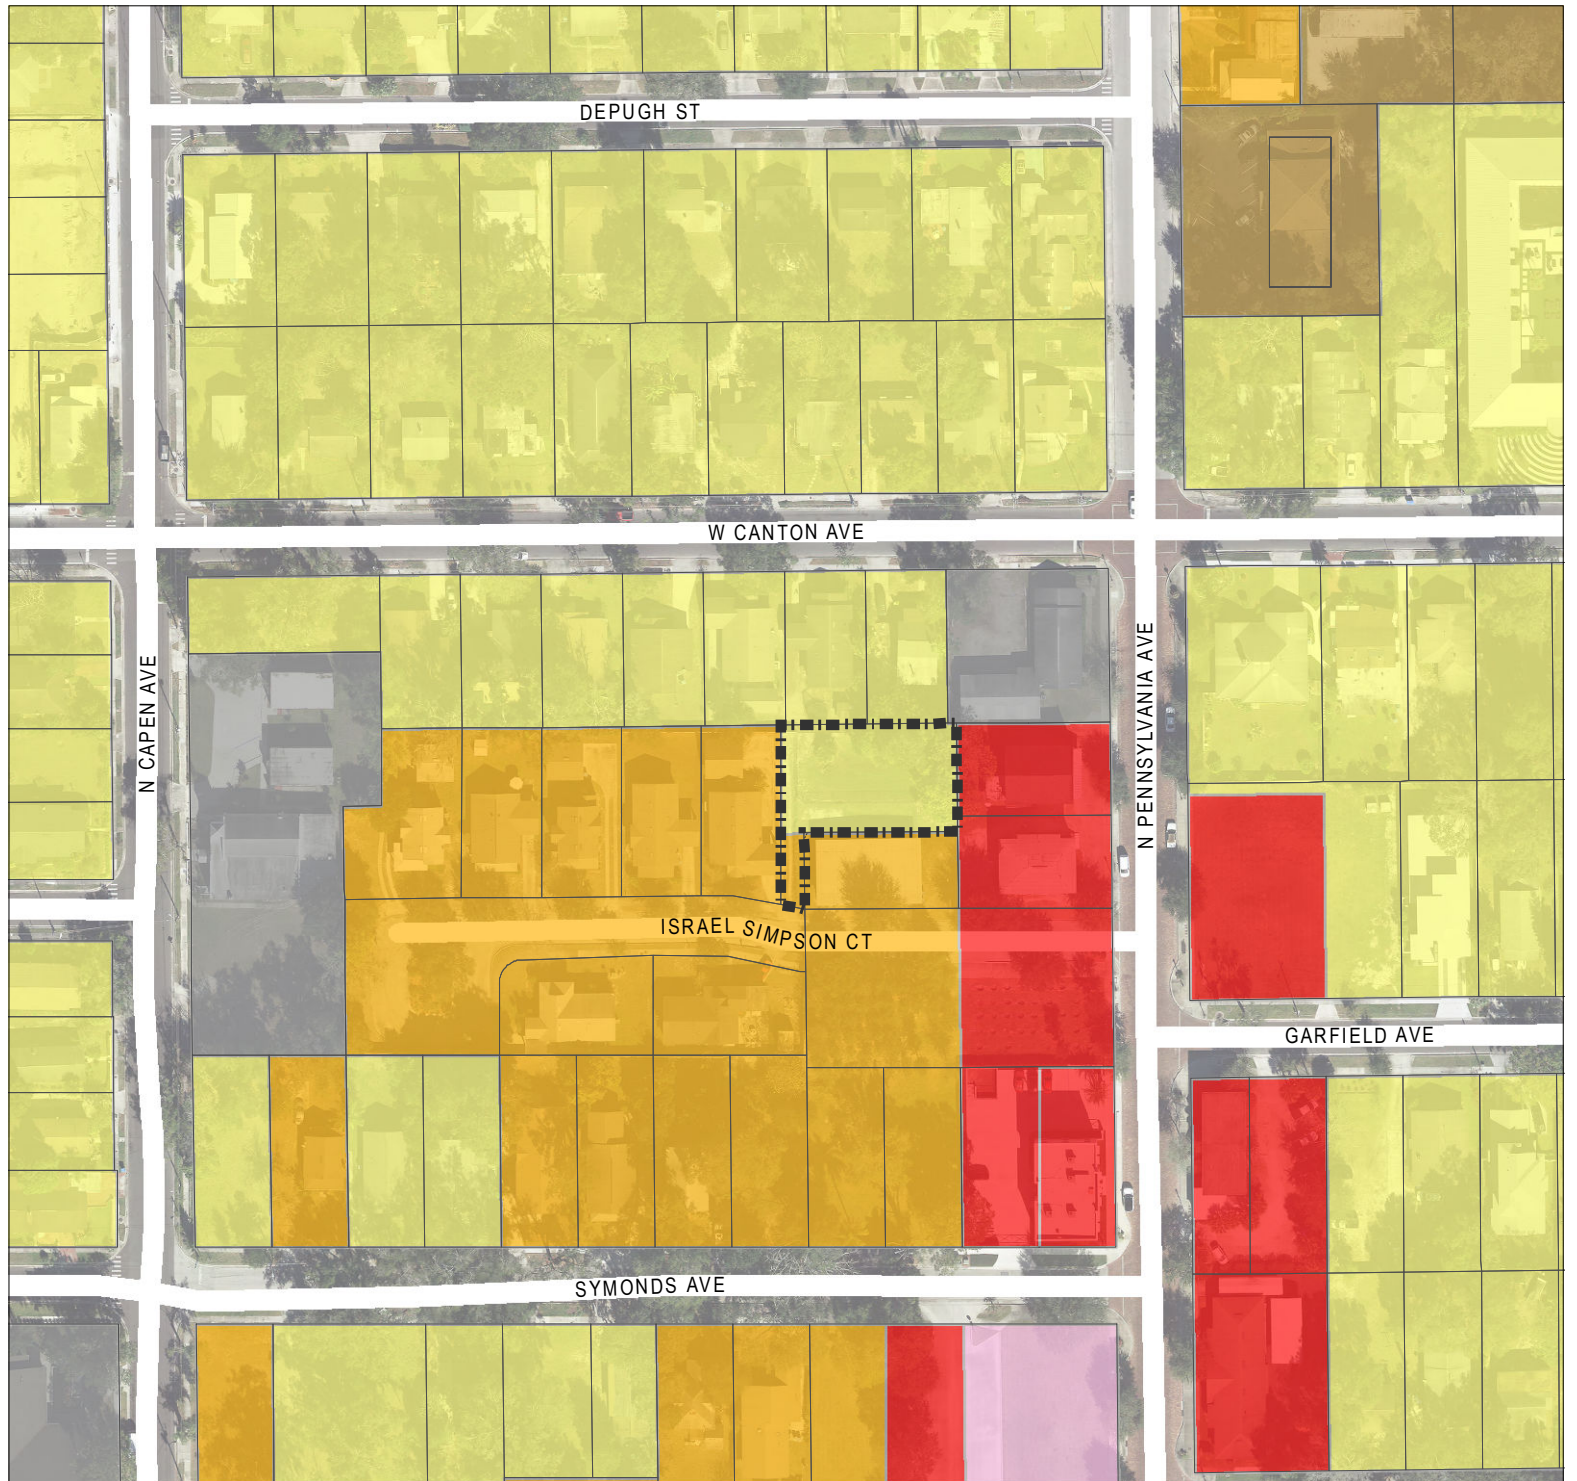 DEPUGH ST
W CANTON AVE
N CAPEN AVE
N PENNSYLVANIA AVE
ISRAEL SIMPSON CT
GARFIELD AVE
SYMONDS AVE